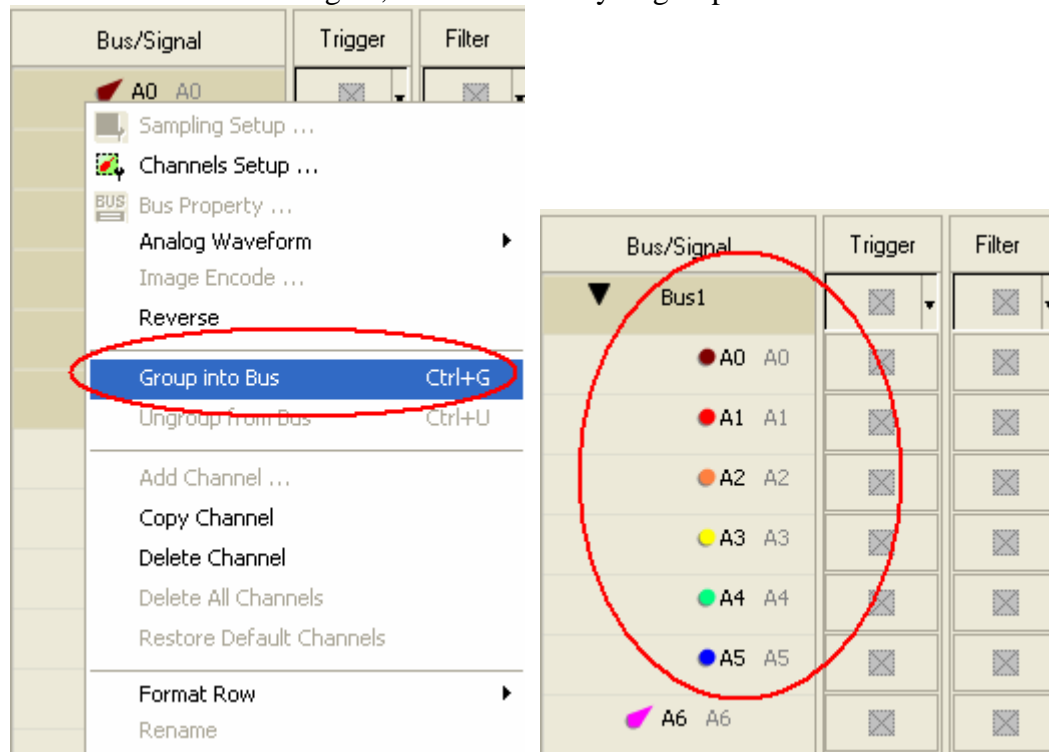 Bus/Signal Trigger Filter
A0 A0
Sampling Setup ...
Channels Setup ...
BUS Bus Property ...
Analog Waveform
Image Encode ...
Reverse
Group into Bus Ctrl+G
Ungroup from Bus Ctrl+U
Add Channel ...
Copy Channel
Delete Channel
Delete All Channels
Restore Default Channels
Format Row
Rename
Bus/Signal Trigger Filter
Bus1
A0 A0
A1 A1
A2 A2
A3 A3
A4 A4
A5 A5
A6 A6